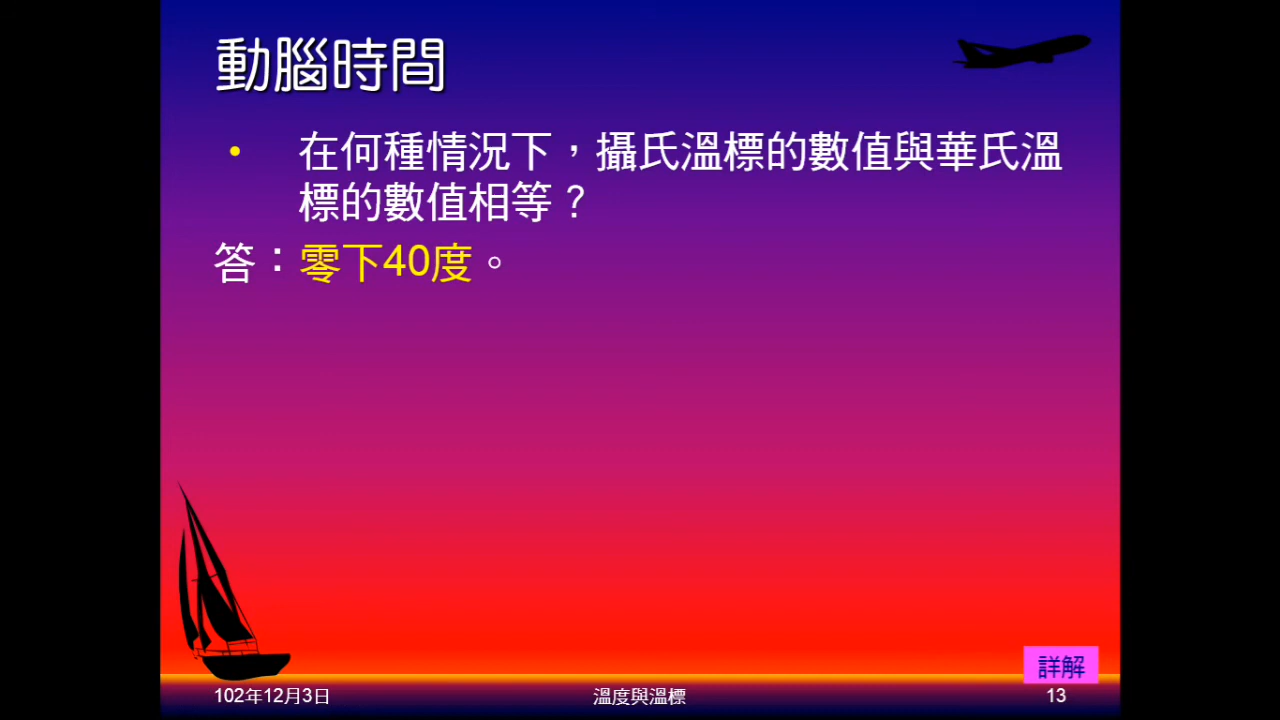 動腦時間
• 在何種情況下，攝氏溫標的數值與華氏溫
標的數值相等？
答：零下40度。
詳解
102年12月3日
溫度與溫標
13